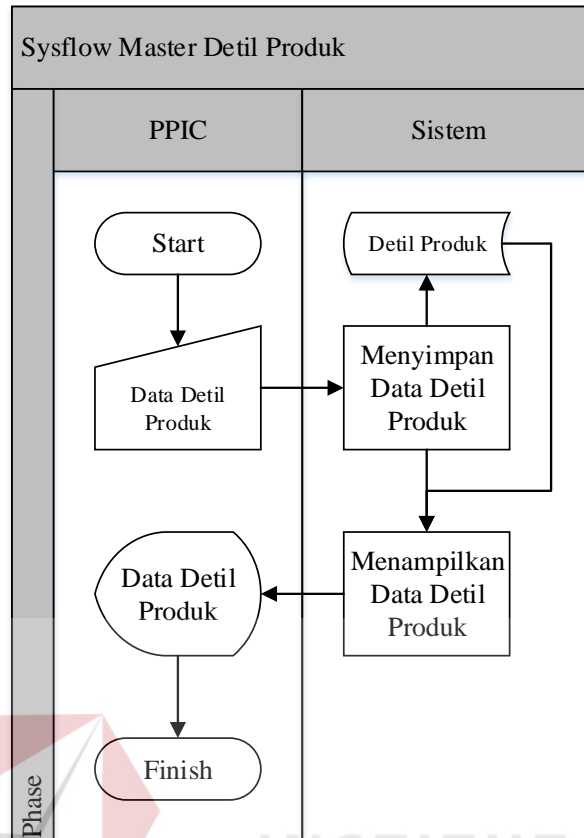 Sysflow Master Detil Produk
PPIC
Sistem
Start
Detil Produk
Data Detil
Produk
Menyimpan
Data Detil
Produk
Data Detil
Produk
Menampilkan
Data Detil
Produk
Finish
Phase